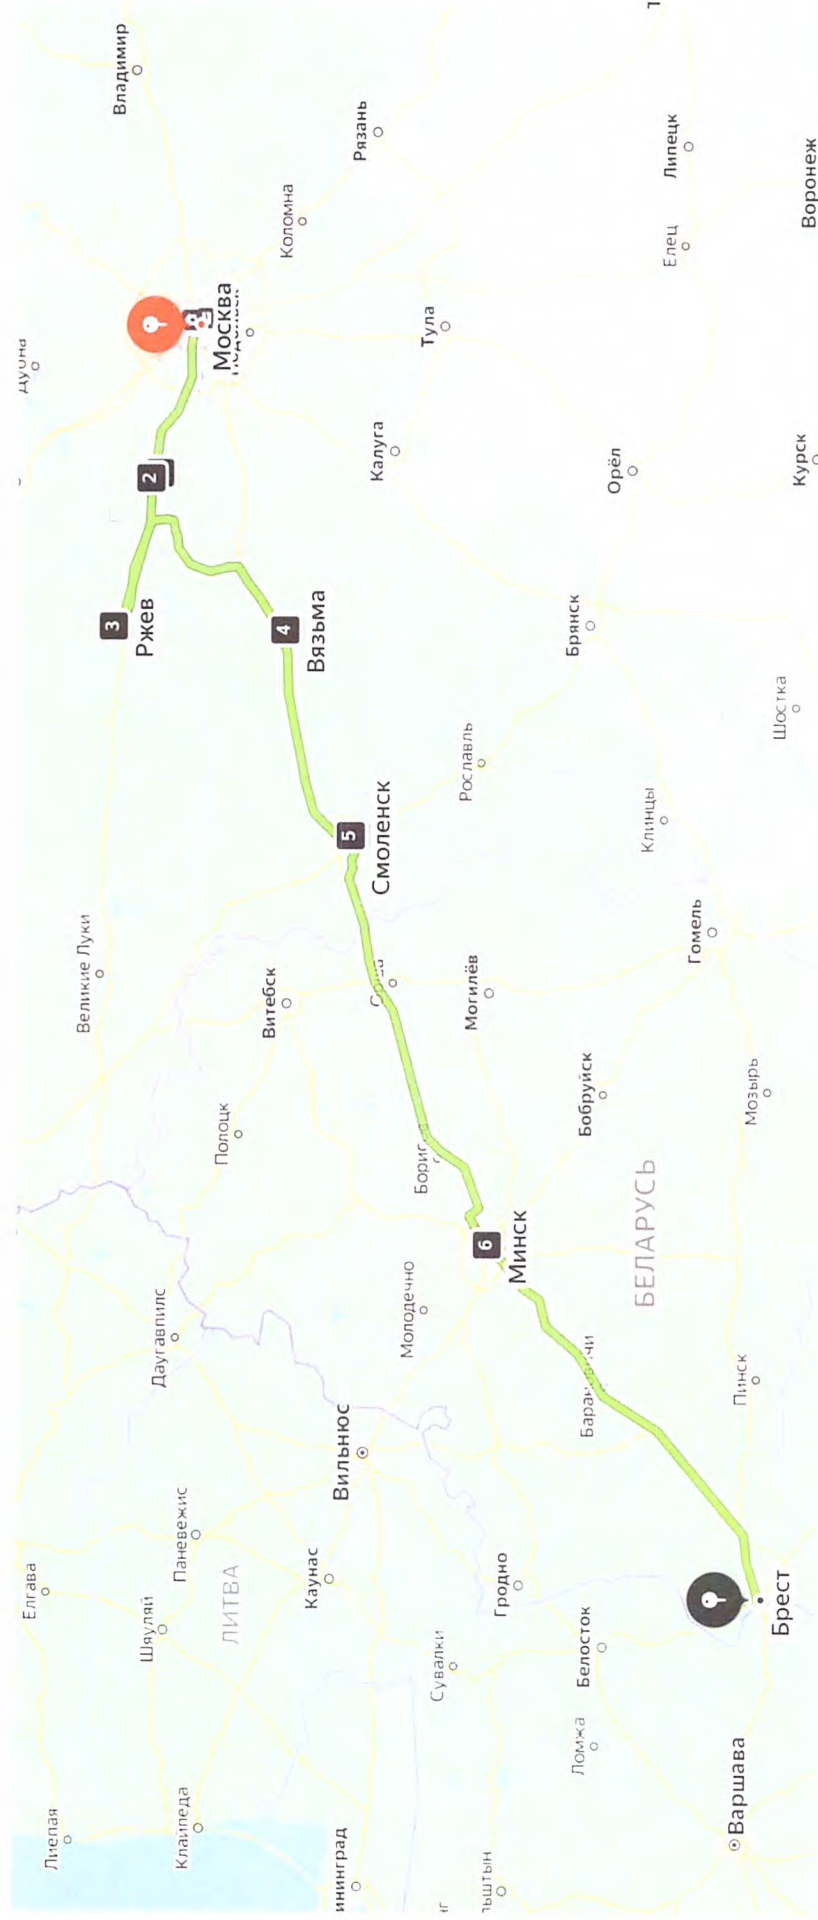 Владимир
Рязань
Липецк
Коломна
Елец
Воронеж
Москва
Тула
2
Калуга
Орёл
Курск
3
Ржев
4
Вязьма
Брянск
Шостка
Рославль
5
Смоленск
Клинцы
Великие Луки
Витебск
Могилёв
Гомель
Полоцк
Бобруйск
Мозырь
6
Минск
БЕЛАРУСЬ
Даугавпилс
Молодечно
Пинск
Вильнюс
Паневежис
Елгава
Каунас
Гродно
Шяуляй
ЛИТВА
Брест
Сувалки
Белосток
Ломжа
Варшава
Лиепая
Клайпеда
ининград
льштын